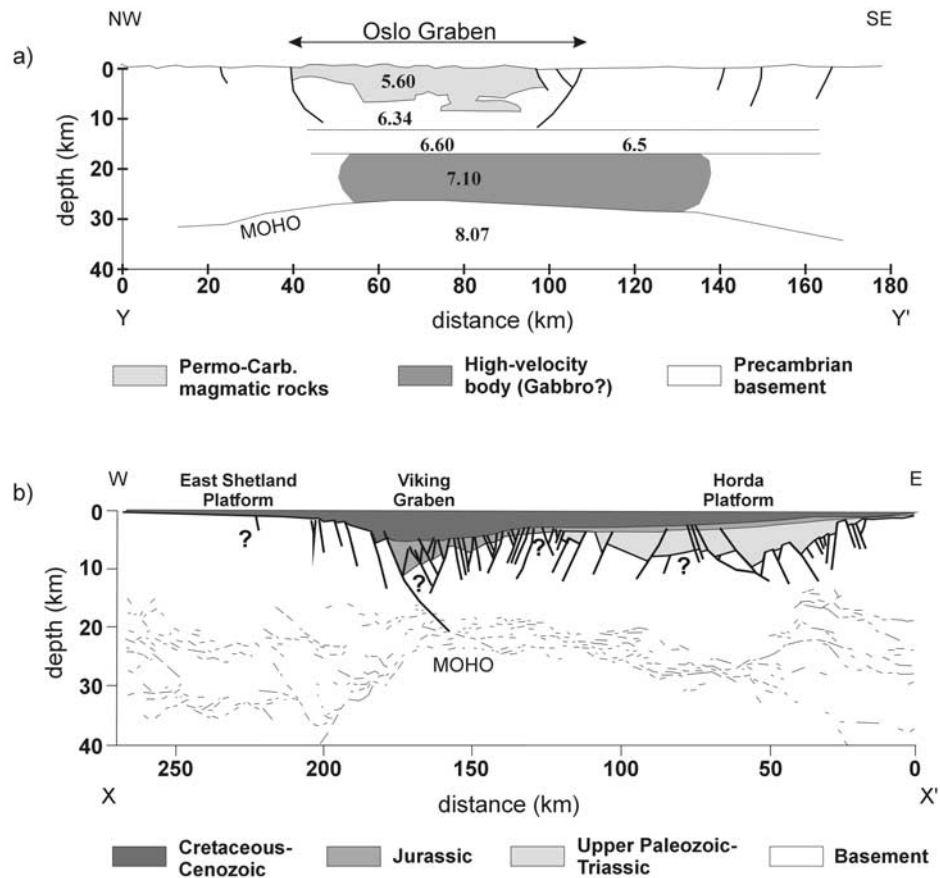 NW
SE
Oslo Graben
a)
0
10
20
30
40
depth (km)
5.60
6.34
6.60
6.5
7.10
8.07
MOHO
0 20 40 60 80 100 120 140 160 180
Y
distance (km)
Y'
Permo-Carb.
magmatic rocks
High-velocity
body (Gabbro?)
Precambrian
basement
W
E
b)
East Shetland
Platform
Viking
Graben
Horda
Platform
0
10
20
30
40
depth (km)
?
?
?
?
MOHO
250 200 150 100 50 0
X
distance (km)
X'
Cretaceous-
Cenozoic
Jurassic
Upper Paleozoic-
Triassic
Basement